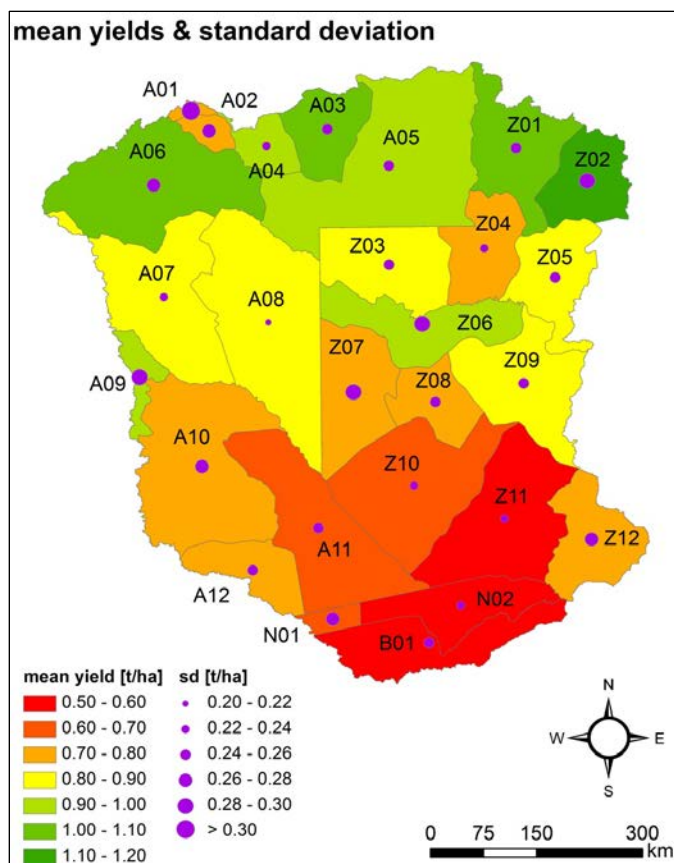 mean yields & standard deviation
A01
A02
A03
A04
A05
A06
Z01
Z02
Z03
Z04
Z05
A07
A08
Z06
A09
Z07
Z08
Z09
A10
Z10
Z11
A11
Z12
A12
N01
N02
B01
mean yield [t/ha]
0.50 - 0.60
0.60 - 0.70
0.70 - 0.80
0.80 - 0.90
0.90 - 1.00
1.00 - 1.10
1.10 - 1.20
sd [t/ha]
0.20 - 0.22
0.22 - 0.24
0.24 - 0.26
0.26 - 0.28
0.28 - 0.30
> 0.30
N
W E
S
0 75 150 300
km